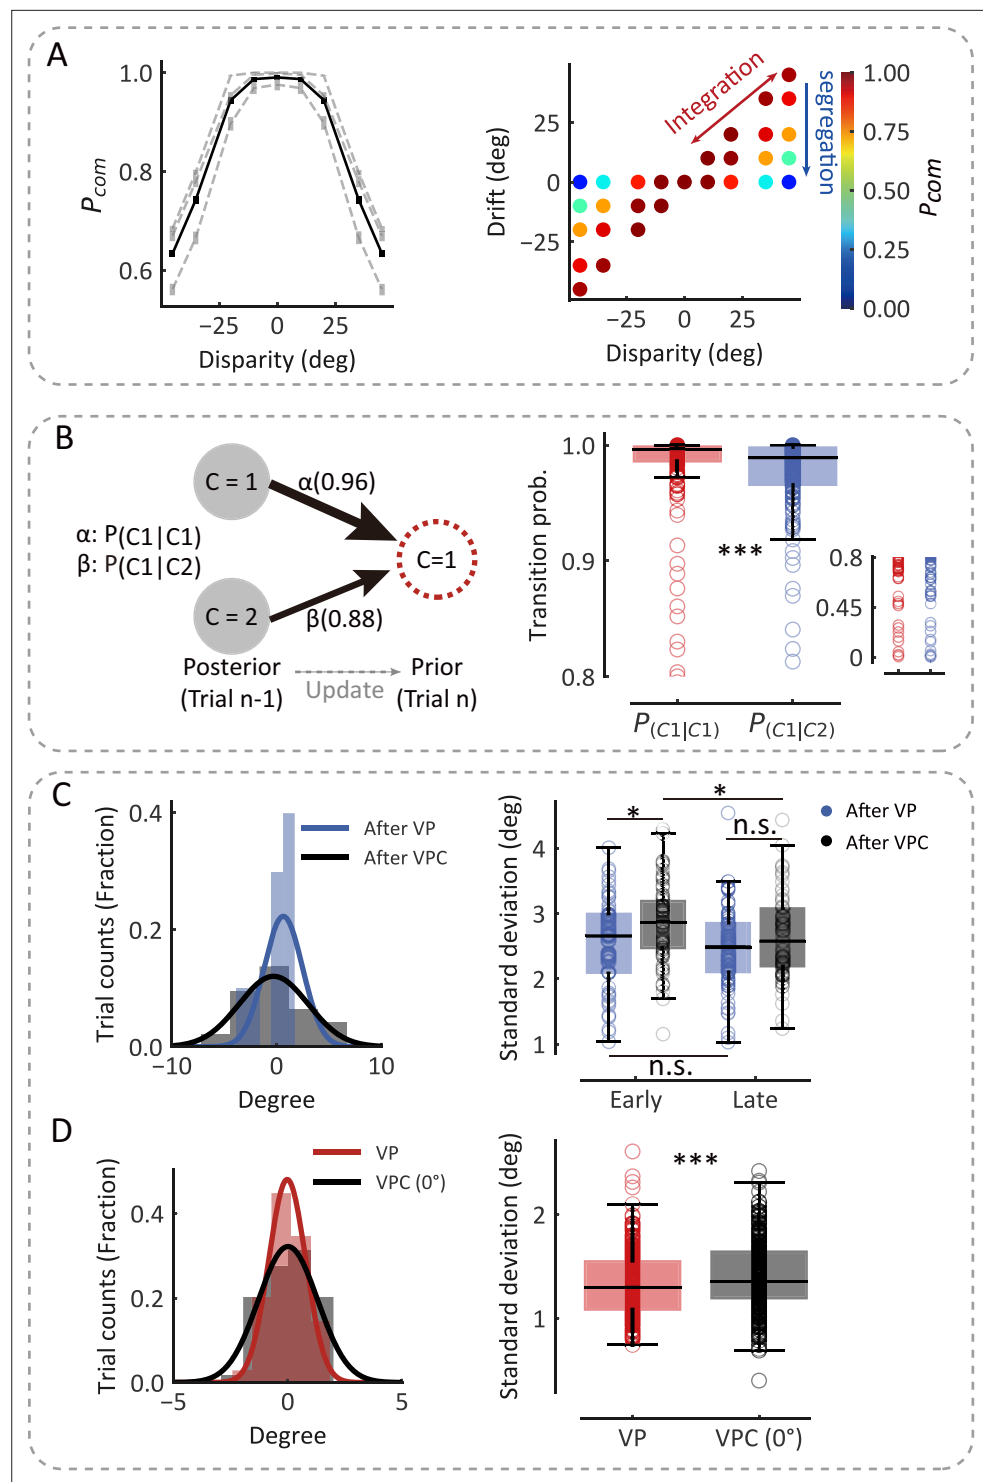 A
1.0
0.8
0.6
Pcom
−25
0
25
Disparity (deg)
25
0
−25
Drift (deg)
Integration
segregation
−25
0
25
Disparity (deg)
1.00
0.75
0.50
0.25
0.00
Pcom
B
C = 1
α(0.96)
α: P(C1|C1)
β: P(C1|C2)
C=1
C = 2
β(0.88)
Posterior
(Trial n-1)
Update
Prior
(Trial n)
1.0
0.9
0.8
Transition prob.
***
0.8
0.45
0
P(C1|C1)
P(C1|C2)
C
0.4
0.2
0.0
Trial counts (Fraction)
After VP
After VPC
−10
0
10
Degree
4
3
2
1
Standard deviation (deg)
*
*
n.s.
n.s.
After VP
After VPC
Early
Late
D
0.4
0.2
0.0
Trial counts (Fraction)
VP
VPC (0°)
−5
0
5
Degree
2
1
Standard deviation (deg)
***
VP
VPC (0°)